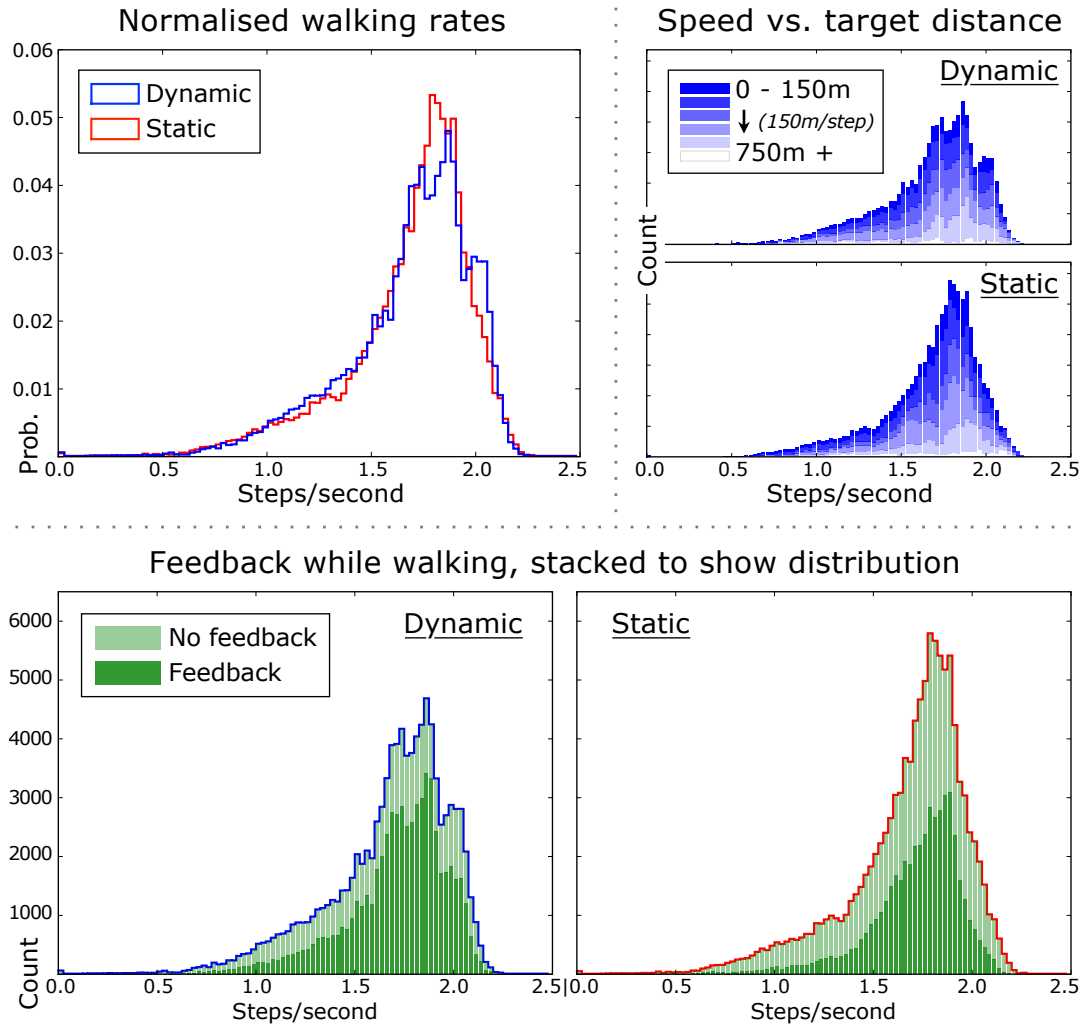 Normalised walking rates
0.06
0.05
0.04
0.03
0.02
0.01
Prob.
Dynamic
Static
0.0 0.5 1.0 1.5 2.0 2.5
Steps/second
Speed vs. target distance
Dynamic
0 - 150m
(150m/step)
750m +
Count
Static
0.0 0.5 1.0 1.5 2.0 2.5
Steps/second
Feedback while walking, stacked to show distribution
6000
5000
4000
3000
2000
1000
Count
No feedback
Feedback
Dynamic
0.0 0.5 1.0 1.5 2.0 2.5
Steps/second
Static
0.0 0.5 1.0 1.5 2.0 2.5
Steps/second